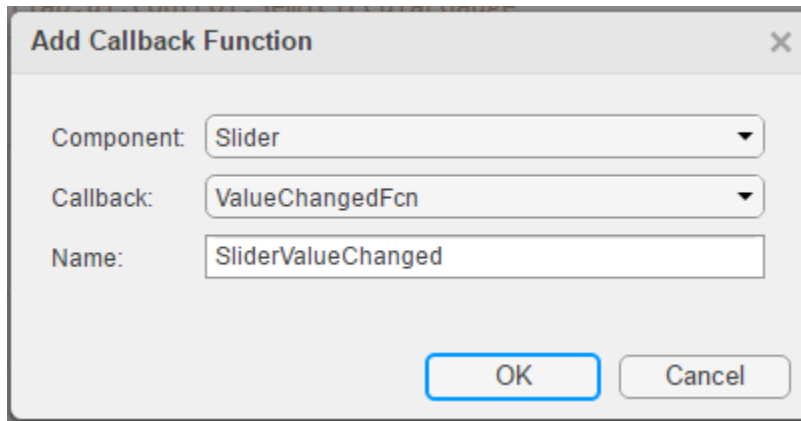 Add Callback Function
Component: Slider
Callback: ValueChangedFcn
Name: SliderValueChanged
OK Cancel